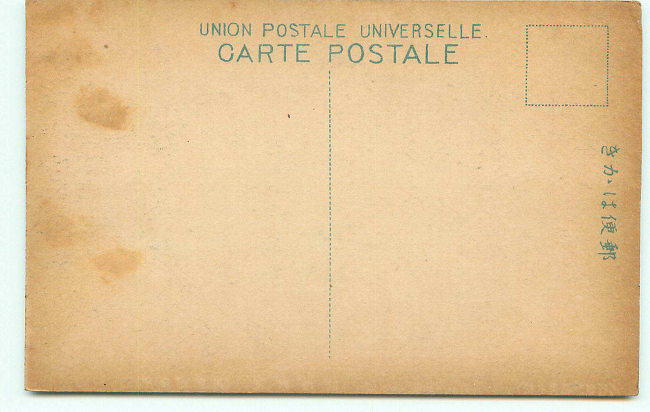 UNION POSTALE UNIVERSELLE.
CARTE POSTALE
郵便はかき